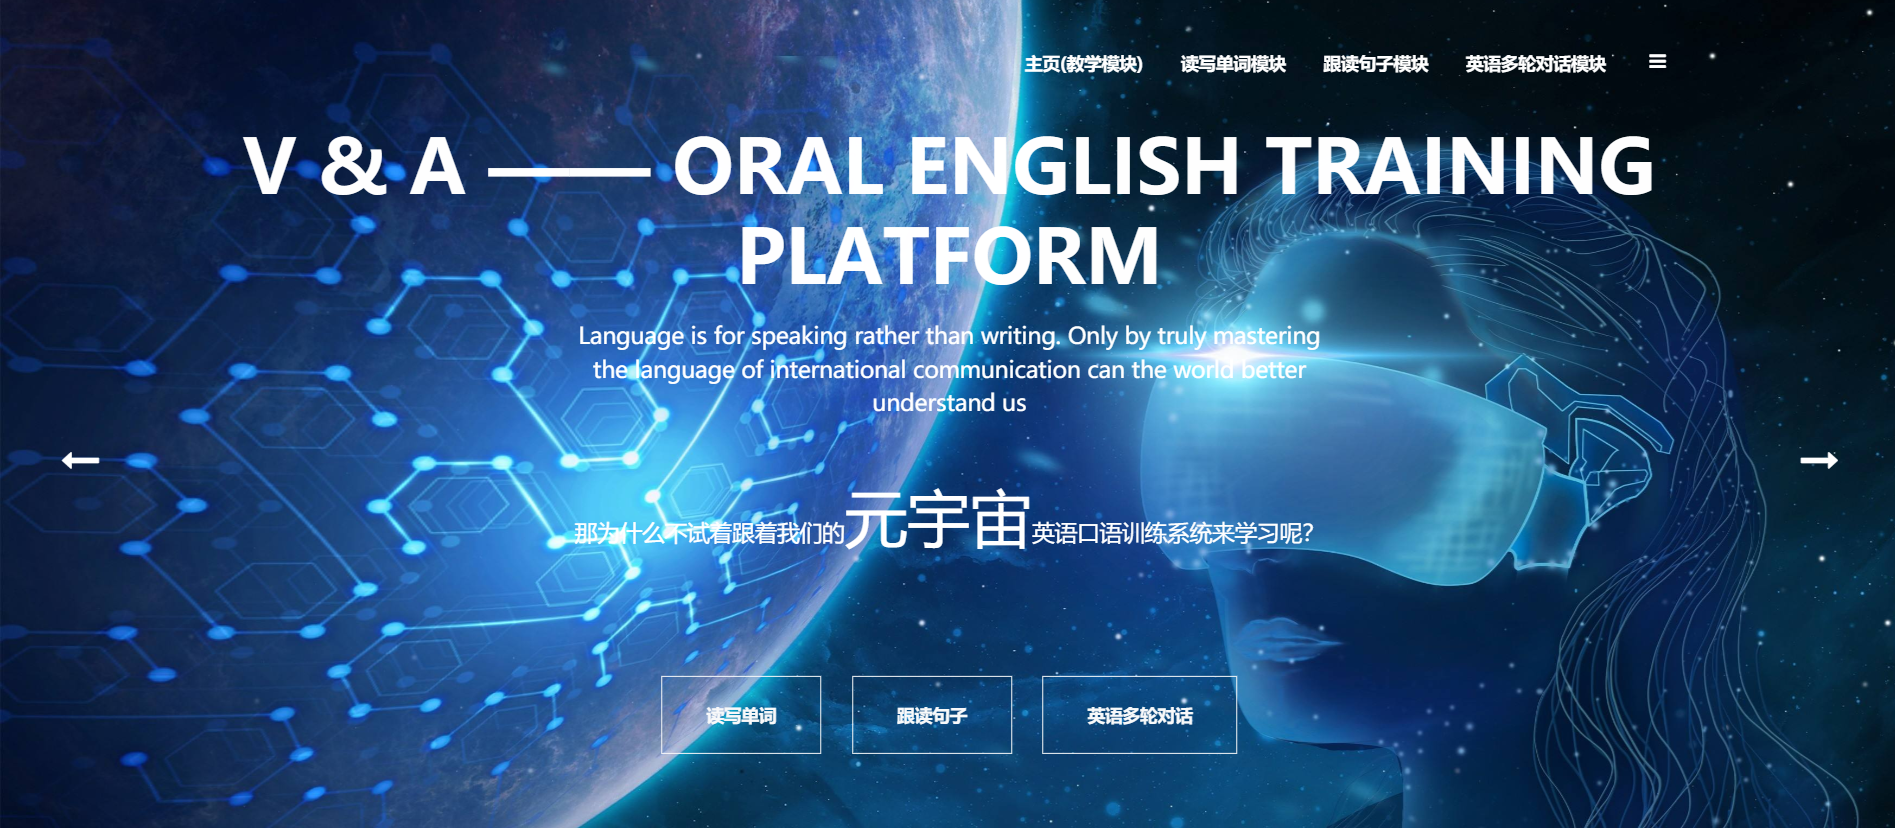 主页(教学模块) 读写单词模块 跟读句子模块 英语多轮对话模块
V & A —— ORAL ENGLISH TRAINING
PLATFORM
Language is for speaking rather than writing. Only by truly mastering
the language of international communication can the world better
understand us
那为什么不试着跟着我们的元宇宙英语口语训练系统来学习呢?
读写单词 跟读句子 英语多轮对话